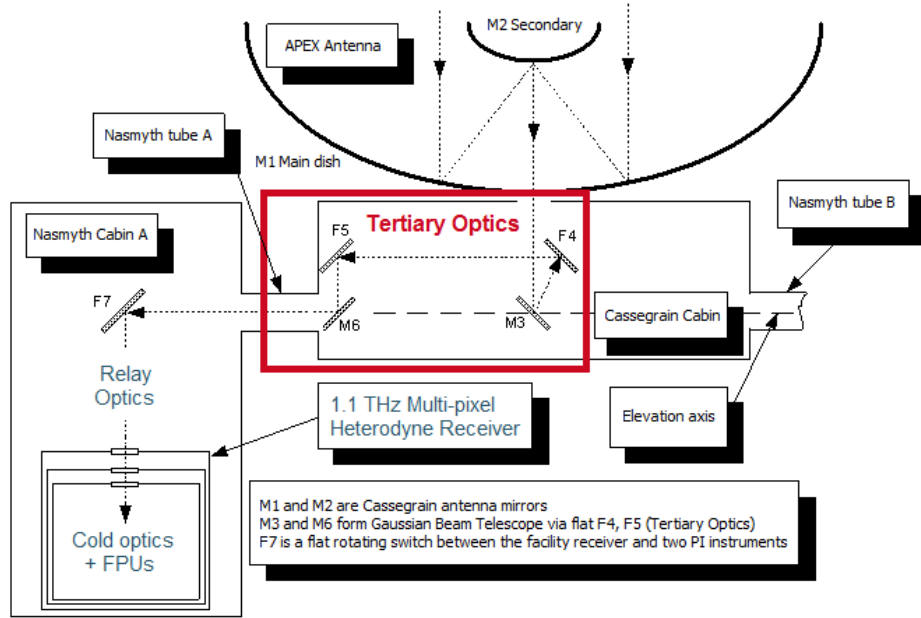 M2 Secondary
APEX Antenna
Nasmyth tube A
M1 Main dish
Nasmyth tube B
Nasmyth Cabin A
Tertiary Optics
F5
F4
F7
M6
M3
Cassegrain Cabin
Relay
Optics
1.1 THz Multi-pixel
Heterodyne Receiver
Elevation axis
M1 and M2 are Cassegrain antenna mirrors
M3 and M6 form Gaussian Beam Telescope via flat F4, F5 (Tertiary Optics)
F7 is a flat rotating switch between the facility receiver and two PI instruments
Cold optics
+ FPUs